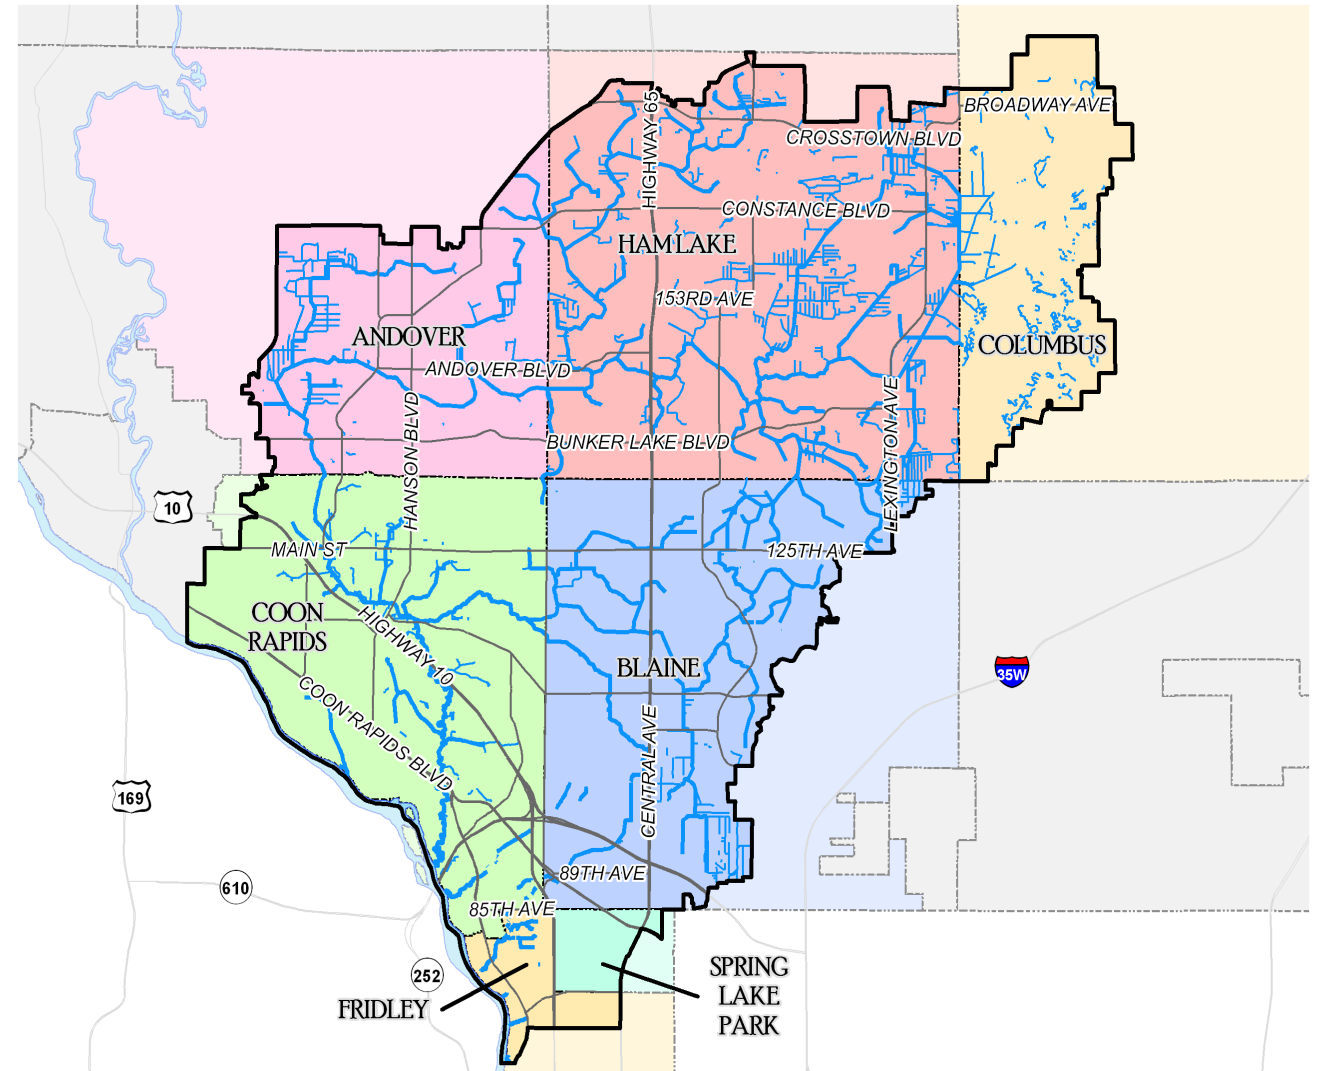 HIGHWAY 65
BROADWAY AVE
CROSSTOWN BLVD
CONSTANCE BLVD
HAM LAKE
153RD AVE
ANDOVER
COLUMBUS
ANDOVER BLVD
HANSON BLVD
LEXINGTON AVE
BUNKER LAKE BLVD
10
MAIN ST
125TH AVE
COON
RAPIDS
HIGHWAY 10
BLAINE
35W
COON RAPIDS BLVD
CENTRAL AVE
169
89TH AVE
610
85TH AVE
252
SPRING
LAKE
PARK
FRIDLEY